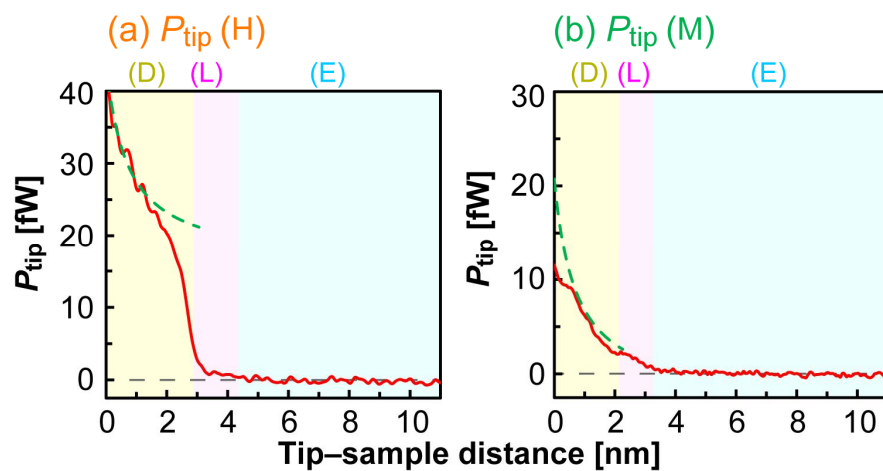 (a) Ptip (H)
(b) Ptip (M)
(D) (L) (E)
(D) (L) (E)
40
30
20
10
0
Ptip [fW]
0 2 4 6 8 10
30
20
10
0
Ptip [fW]
0 2 4 6 8 10
Tip–sample distance [nm]